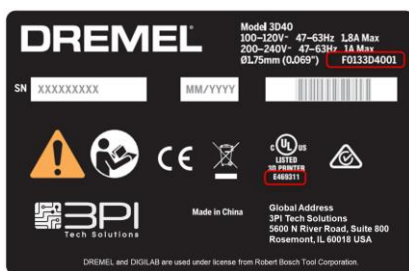 DREMEL
Model 3D40
100-120V~ 47-63Hz 1,8A Max
200-240V~ 47-63Hz 1A Max
Ø1.75mm (0.069") F0133D4001
SN XXXXXXXXX MM/YYYY
CE
C UL US
LISTED
3D PRINTER
E469311
3PI
Tech Solutions
Made in China
Global Address
3PI Tech Solutions
5600 N River Road, Suite 800
Rosemont, IL 60018 USA
DREMEL and DIGILAB are used under license from Robert Bosch Tool Corporation.